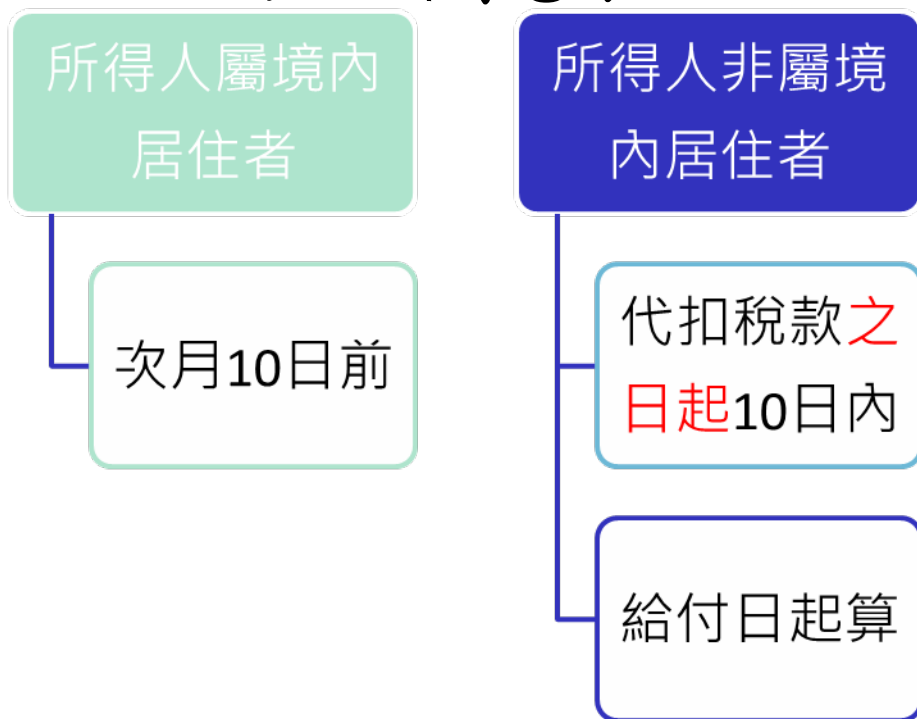 所得人屬境內
居住者
次月10日前
所得人非屬境
內居住者
代扣稅款之
日起10日內
給付日起算